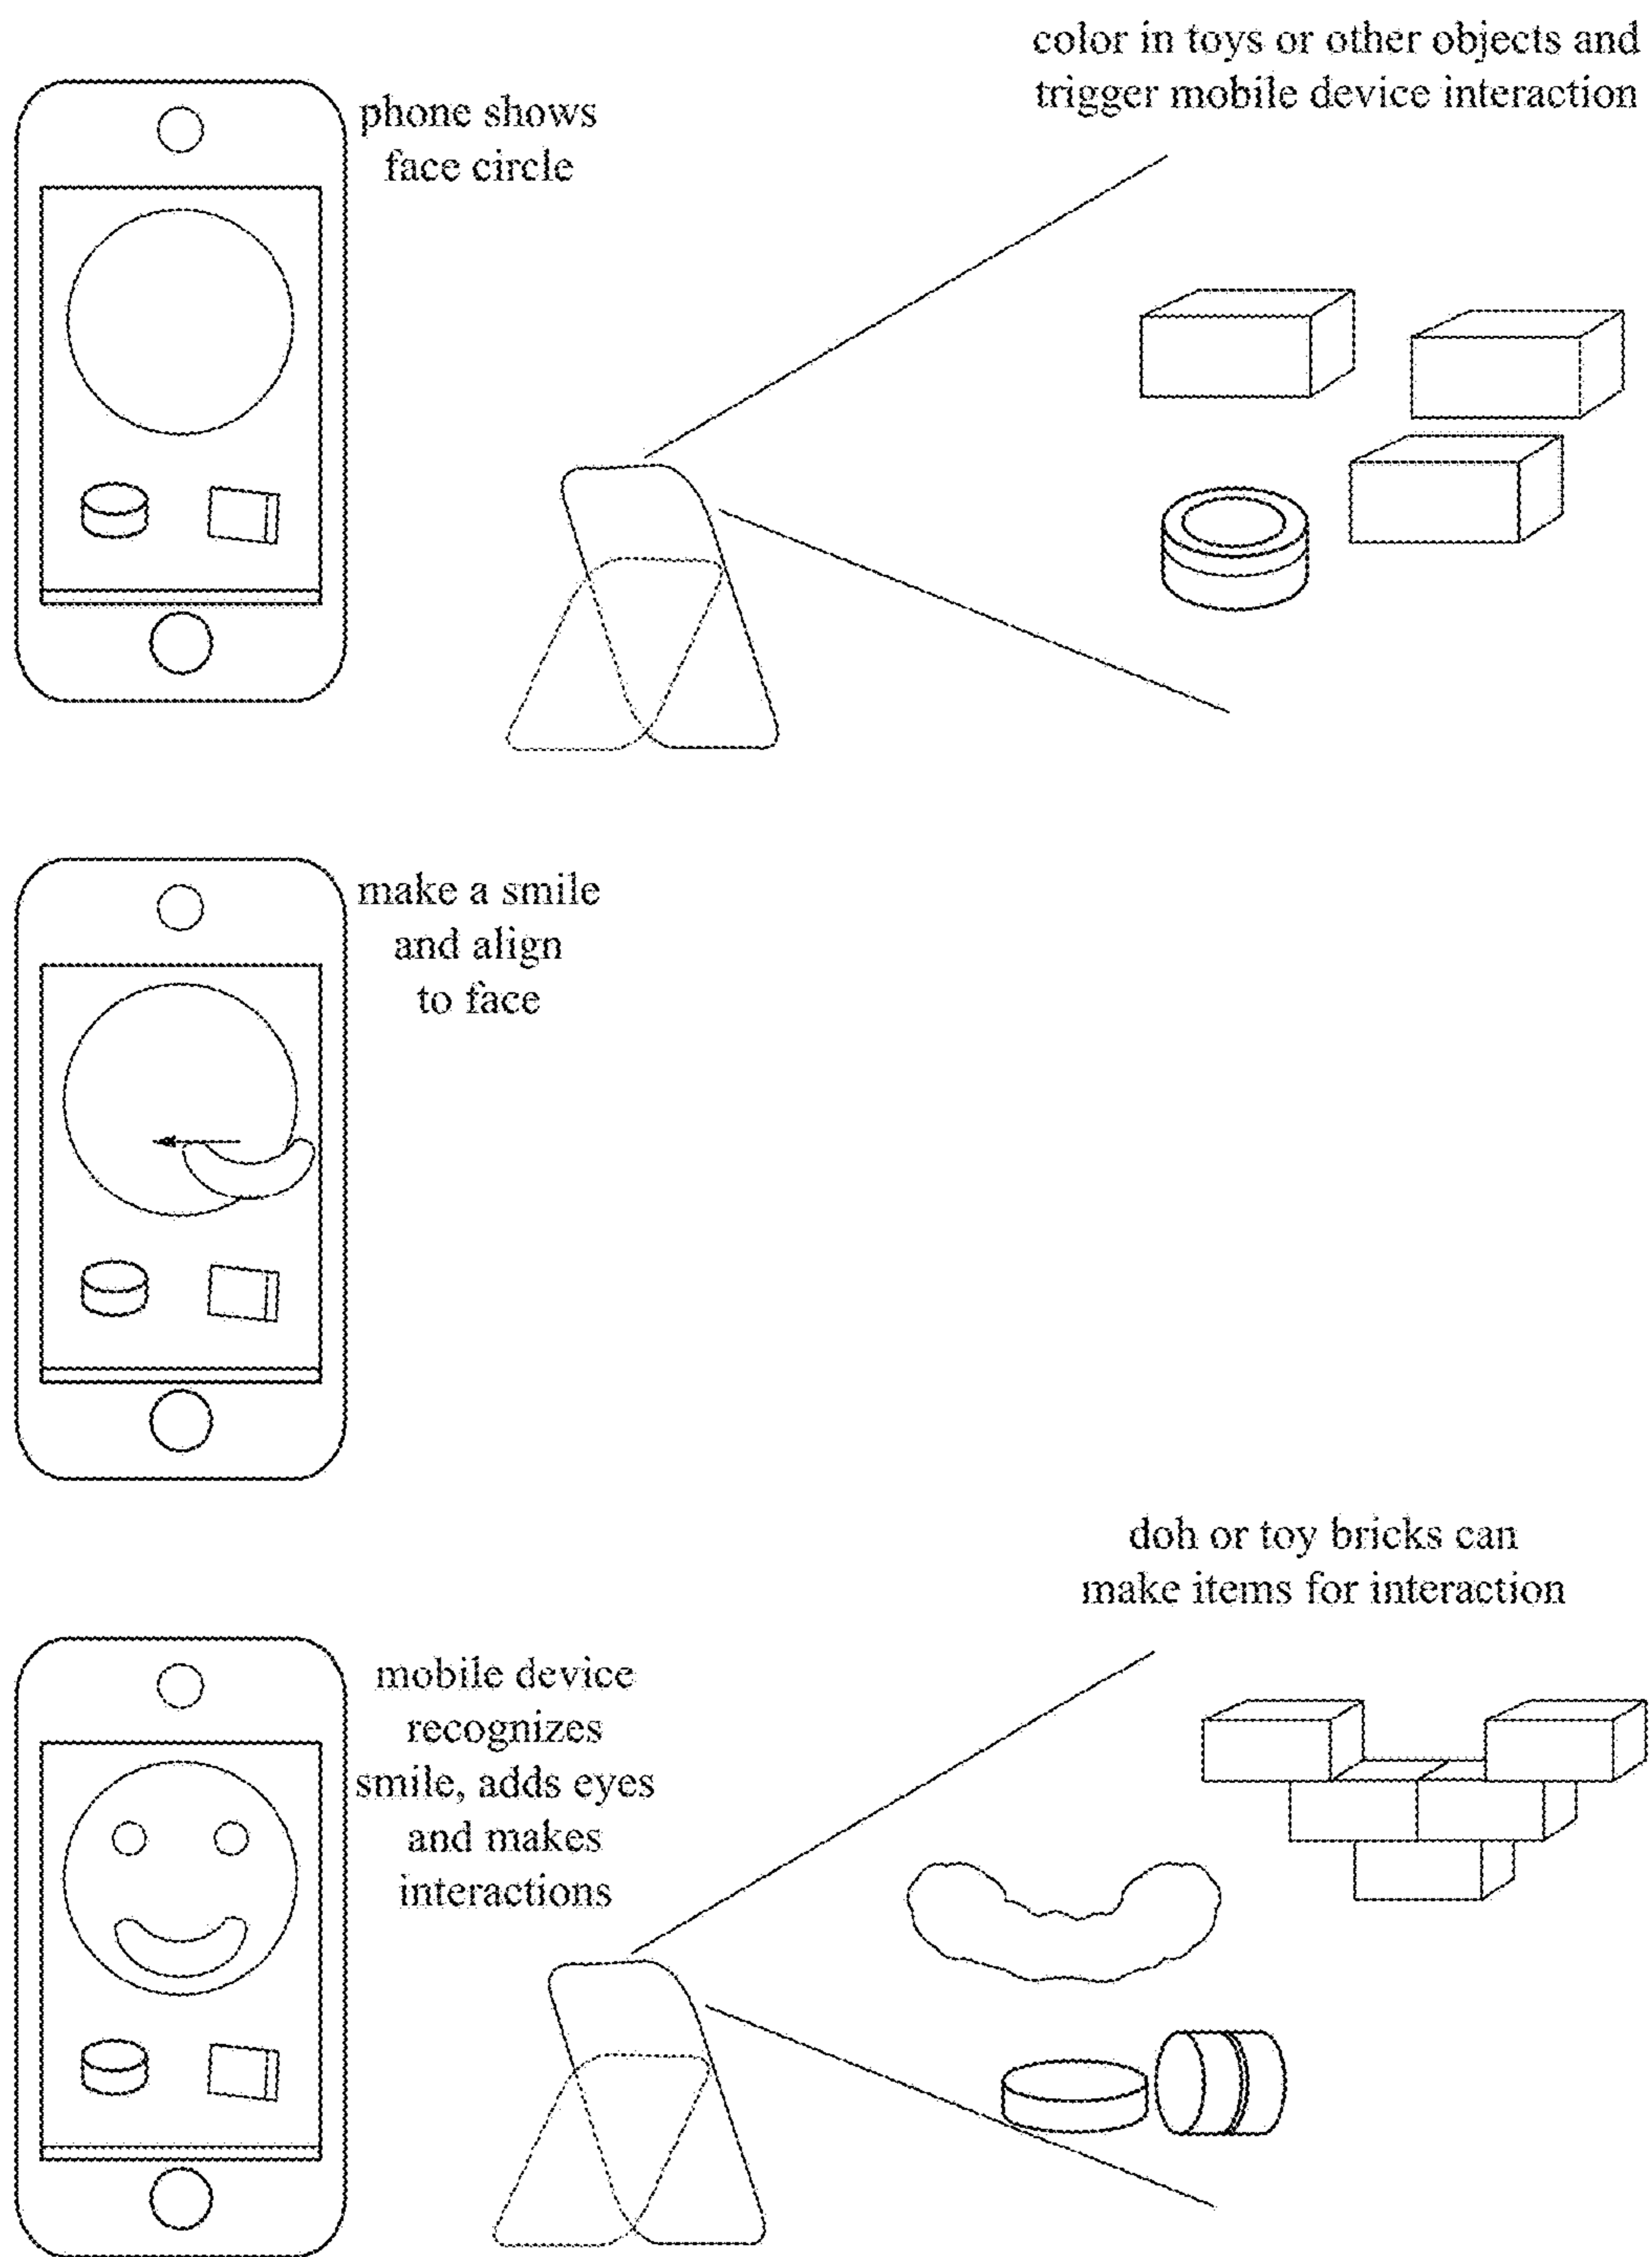 color in toys or other objects and
trigger mobile device interaction
phone shows
face circle
make a smile
and align
to face
doh or toy bricks can
make items for interaction
mobile device
recognizes
smile, adds eyes
and makes
interactions